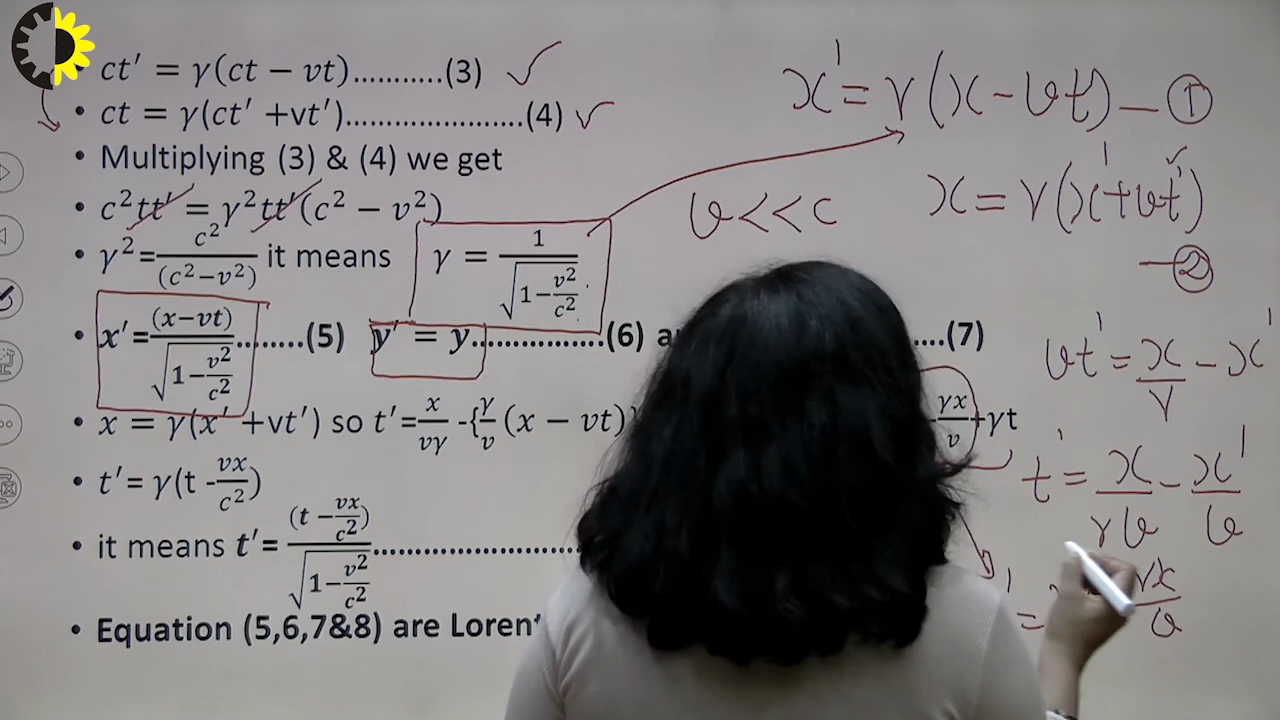 • ct′ = γ(ct − vt)...........(3) ✓
• ct = γ(ct′ +vt′).......................(4) ✓
• Multiplying (3) & (4) we get
• c²tt′ = γ²tt′(c² − v²)
• γ²=c²/(c²−v²) it means γ = 1/√(1−v²/c²)
• x′=(x−vt)/√(1−v²/c²)........(5) y′ = y...............(6) ....(7)
• x = γ(x′ +vt′) so t′=x/vγ -{γ/v (x − vt) γx/v+γt
• t′= γ(t -vx/c²)
• it means t′= (t −vx/c²)/√(1−v²/c²)..............................
• Equation (5,6,7&8) are
x′ = γ(x − vt) — ①
x = γ(x′+vt′)
— ②
v<<c
vt′ = x/γ − x′
t′ = x/γv − x′/v
′ = γx/v